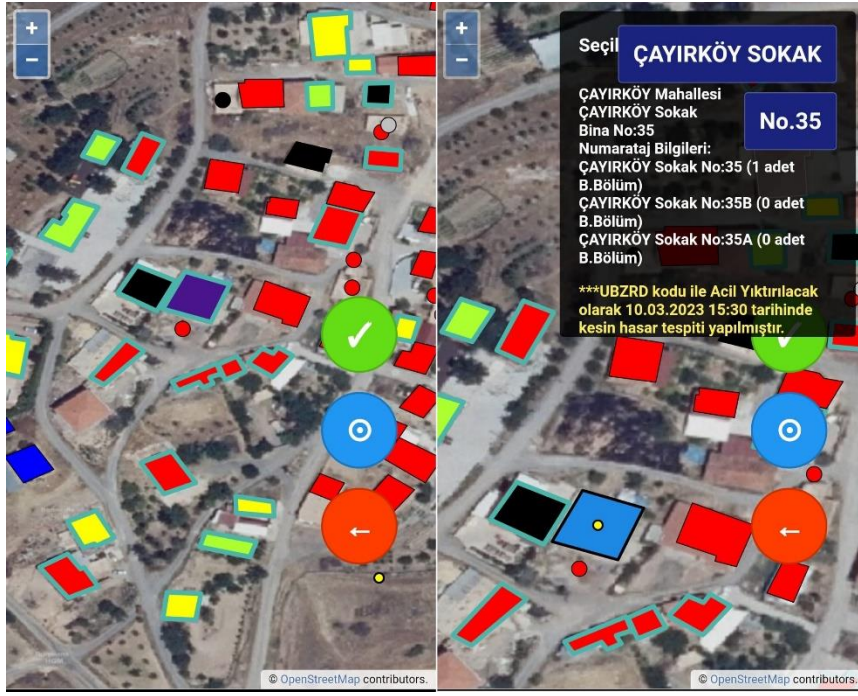 +
−
© OpenStreetMap contributors.
+
−
Seçil
ÇAYIRKÖY SOKAK
ÇAYIRKÖY Mahallesi
ÇAYIRKÖY Sokak
Bina No:35
No.35
Numarataj Bilgileri:
ÇAYIRKÖY Sokak No:35 (1 adet
B.Bölüm)
ÇAYIRKÖY Sokak No:35B (0 adet
B.Bölüm)
ÇAYIRKÖY Sokak No:35A (0 adet
B.Bölüm)
***UBZRD kodu ile Acil Yıktırılacak
olarak 10.03.2023 15:30 tarihinde
kesin hasar tespiti yapılmıştır.
© OpenStreetMap contributors.